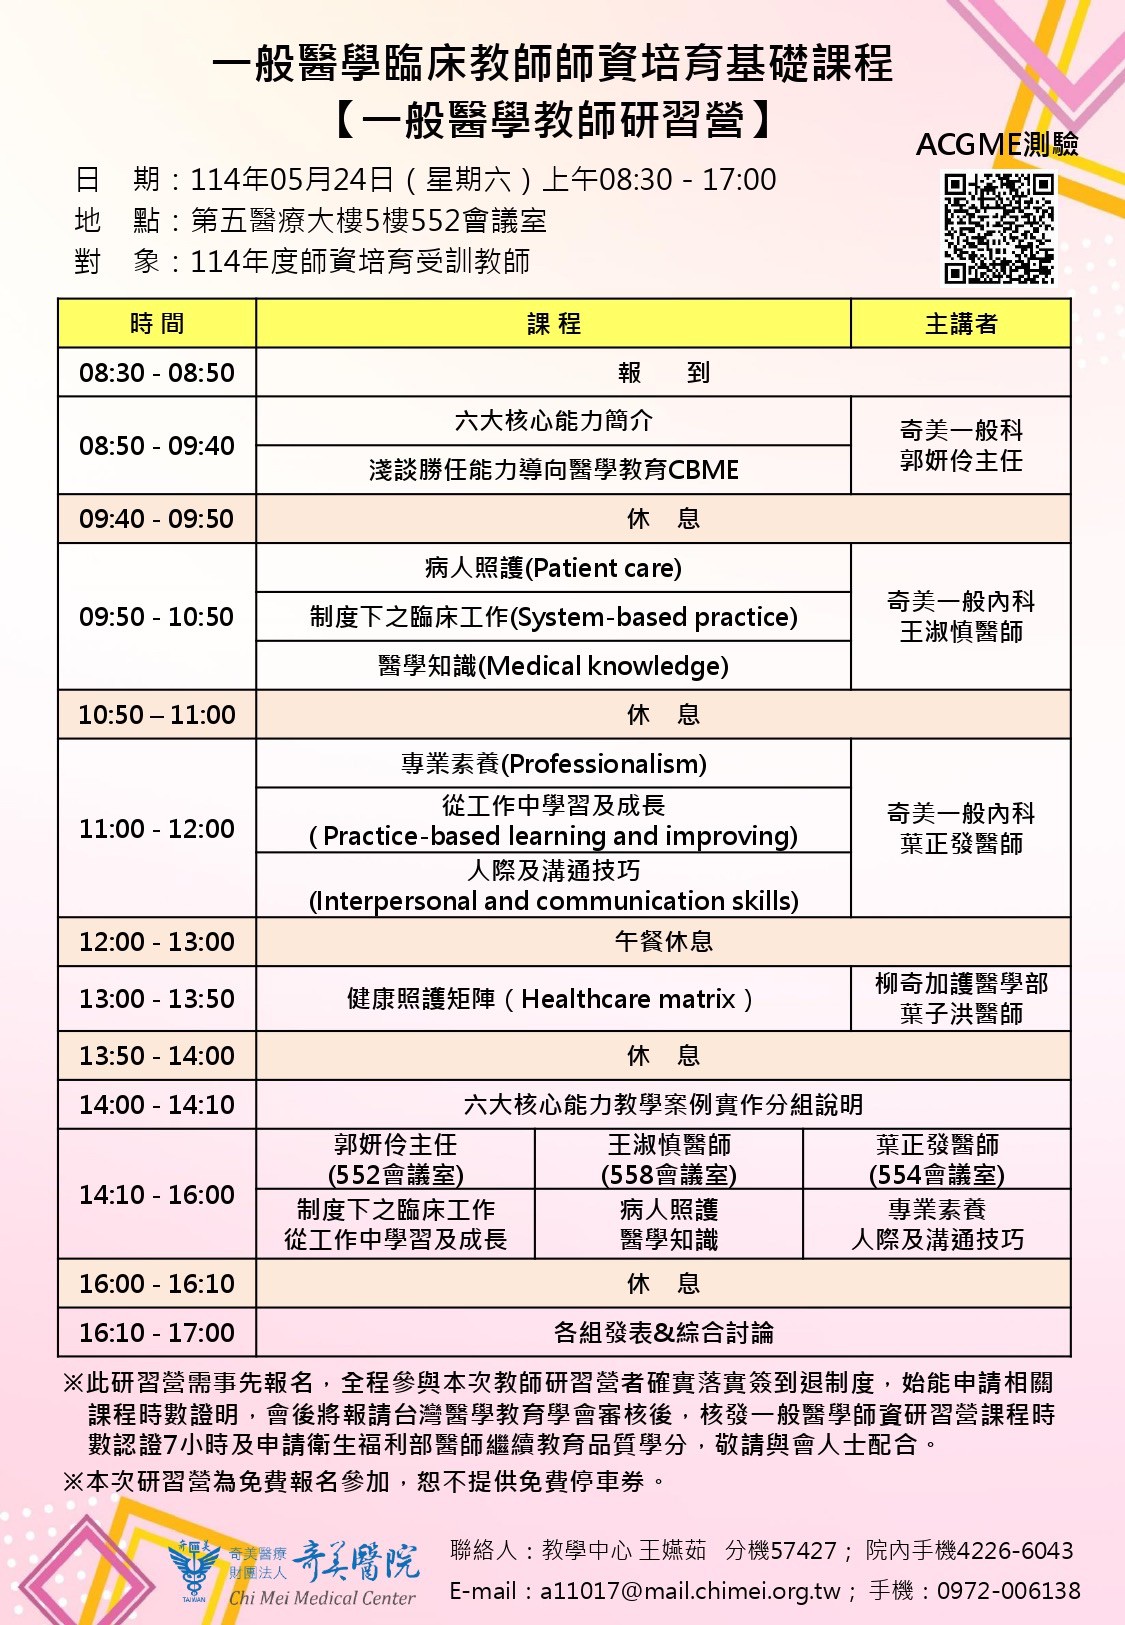 一般醫學臨床教師師資培育基礎課程
【一般醫學教師研習營】
ACGME測驗
日　期：114年05月24日（星期六）上午08:30 - 17:00
地　點：第五醫療大樓5樓552會議室
對　象：114年度師資培育受訓教師
時 間　課 程　主講者
08:30 - 08:50　報　到
08:50 - 09:40
六大核心能力簡介
淺談勝任能力導向醫學教育CBME
奇美一般科
郭妍伶主任
09:40 - 09:50　休　息
09:50 - 10:50
病人照護(Patient care)
制度下之臨床工作(System-based practice)
醫學知識(Medical knowledge)
奇美一般內科
王淑慎醫師
10:50 – 11:00　休　息
11:00 - 12:00
專業素養(Professionalism)
從工作中學習及成長
( Practice-based learning and improving)
人際及溝通技巧
(Interpersonal and communication skills)
奇美一般內科
葉正發醫師
12:00 - 13:00　午餐休息
13:00 - 13:50
健康照護矩陣（Healthcare matrix）
柳奇加護醫學部
葉子洪醫師
13:50 - 14:00　休　息
14:00 - 14:10　六大核心能力教學案例實作分組說明
14:10 - 16:00
郭妍伶主任　王淑慎醫師　葉正發醫師
(552會議室)　(558會議室)　(554會議室)
制度下之臨床工作　病人照護　專業素養
從工作中學習及成長　醫學知識　人際及溝通技巧
16:00 - 16:10　休　息
16:10 - 17:00　各組發表&綜合討論
※此研習營需事先報名，全程參與本次教師研習營者確實落實簽到退制度，始能申請相關
課程時數證明，會後將報請台灣醫學教育學會審核後，核發一般醫學師資研習營課程時
數認證7小時及申請衛生福利部醫師繼續教育品質學分，敬請與會人士配合。
※本次研習營為免費報名參加，恕不提供免費停車券。
奇美
TAIWAN
奇美醫療
財團法人
奇美醫院
Chi Mei Medical Center
聯絡人：教學中心 王嬿茹　分機57427； 院內手機4226-6043
E-mail：a11017@mail.chimei.org.tw； 手機：0972-006138